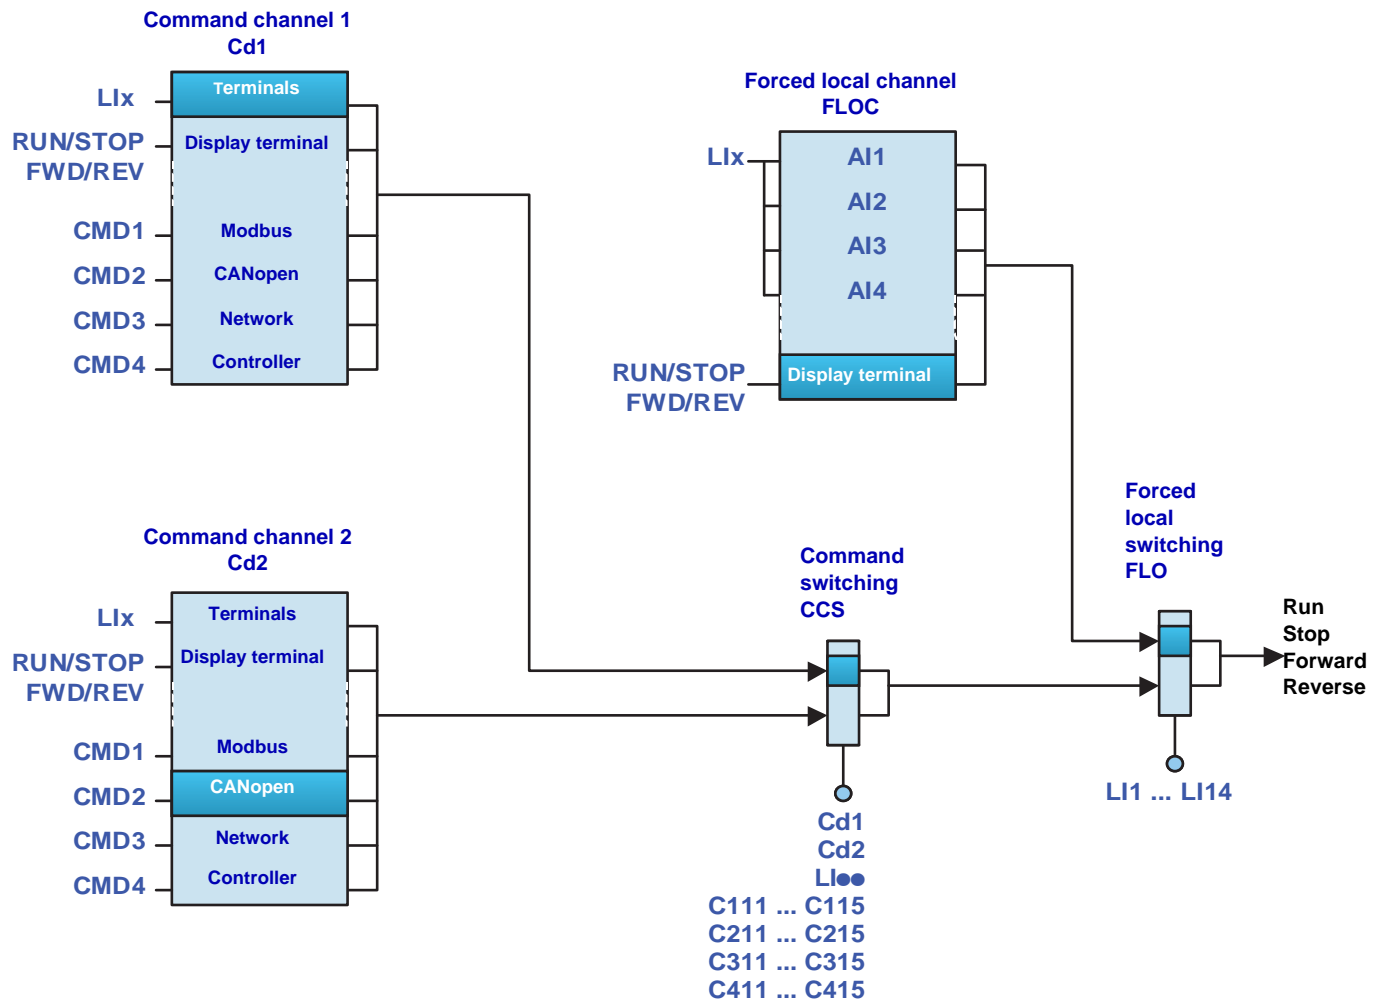 Command channel 1
Cd1
Terminals
LIx
RUN/STOP
FWD/REV
Display terminal
CMD1
Modbus
CMD2
CANopen
CMD3
Network
CMD4
Controller
Forced local channel
FLOC
LIx
AI1
AI2
AI3
AI4
RUN/STOP
FWD/REV
Display terminal
Command channel 2
Cd2
LIx
Terminals
RUN/STOP
FWD/REV
Display terminal
CMD1
Modbus
CMD2
CANopen
CMD3
Network
CMD4
Controller
Command
switching
CCS
Cd1
Cd2
LI●●
C111 ... C115
C211 ... C215
C311 ... C315
C411 ... C415
Forced
local
switching
FLO
LI1 ... LI14
Run
Stop
Forward
Reverse